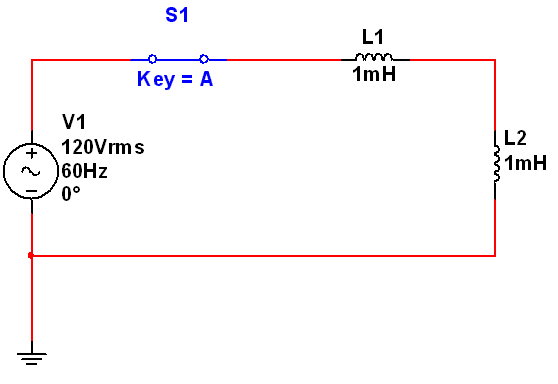 S1
Key = A
L1
1mH
V1
120Vrms
60Hz
0°
L2
1mH